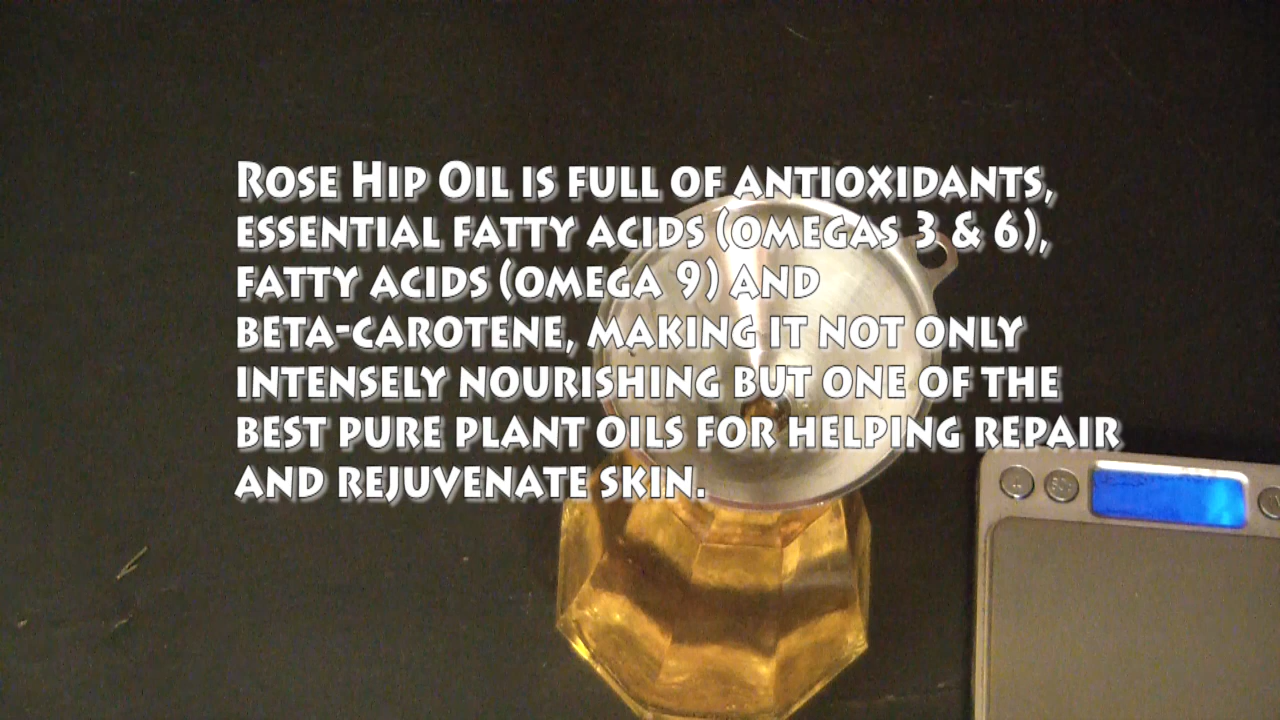 Rose Hip Oil is full of antioxidants,
essential fatty acids (omegas 3 & 6),
fatty acids (omega 9) and
beta-carotene, making it not only
intensely nourishing but one of the
best pure plant oils for helping repair
and rejuvenate skin.